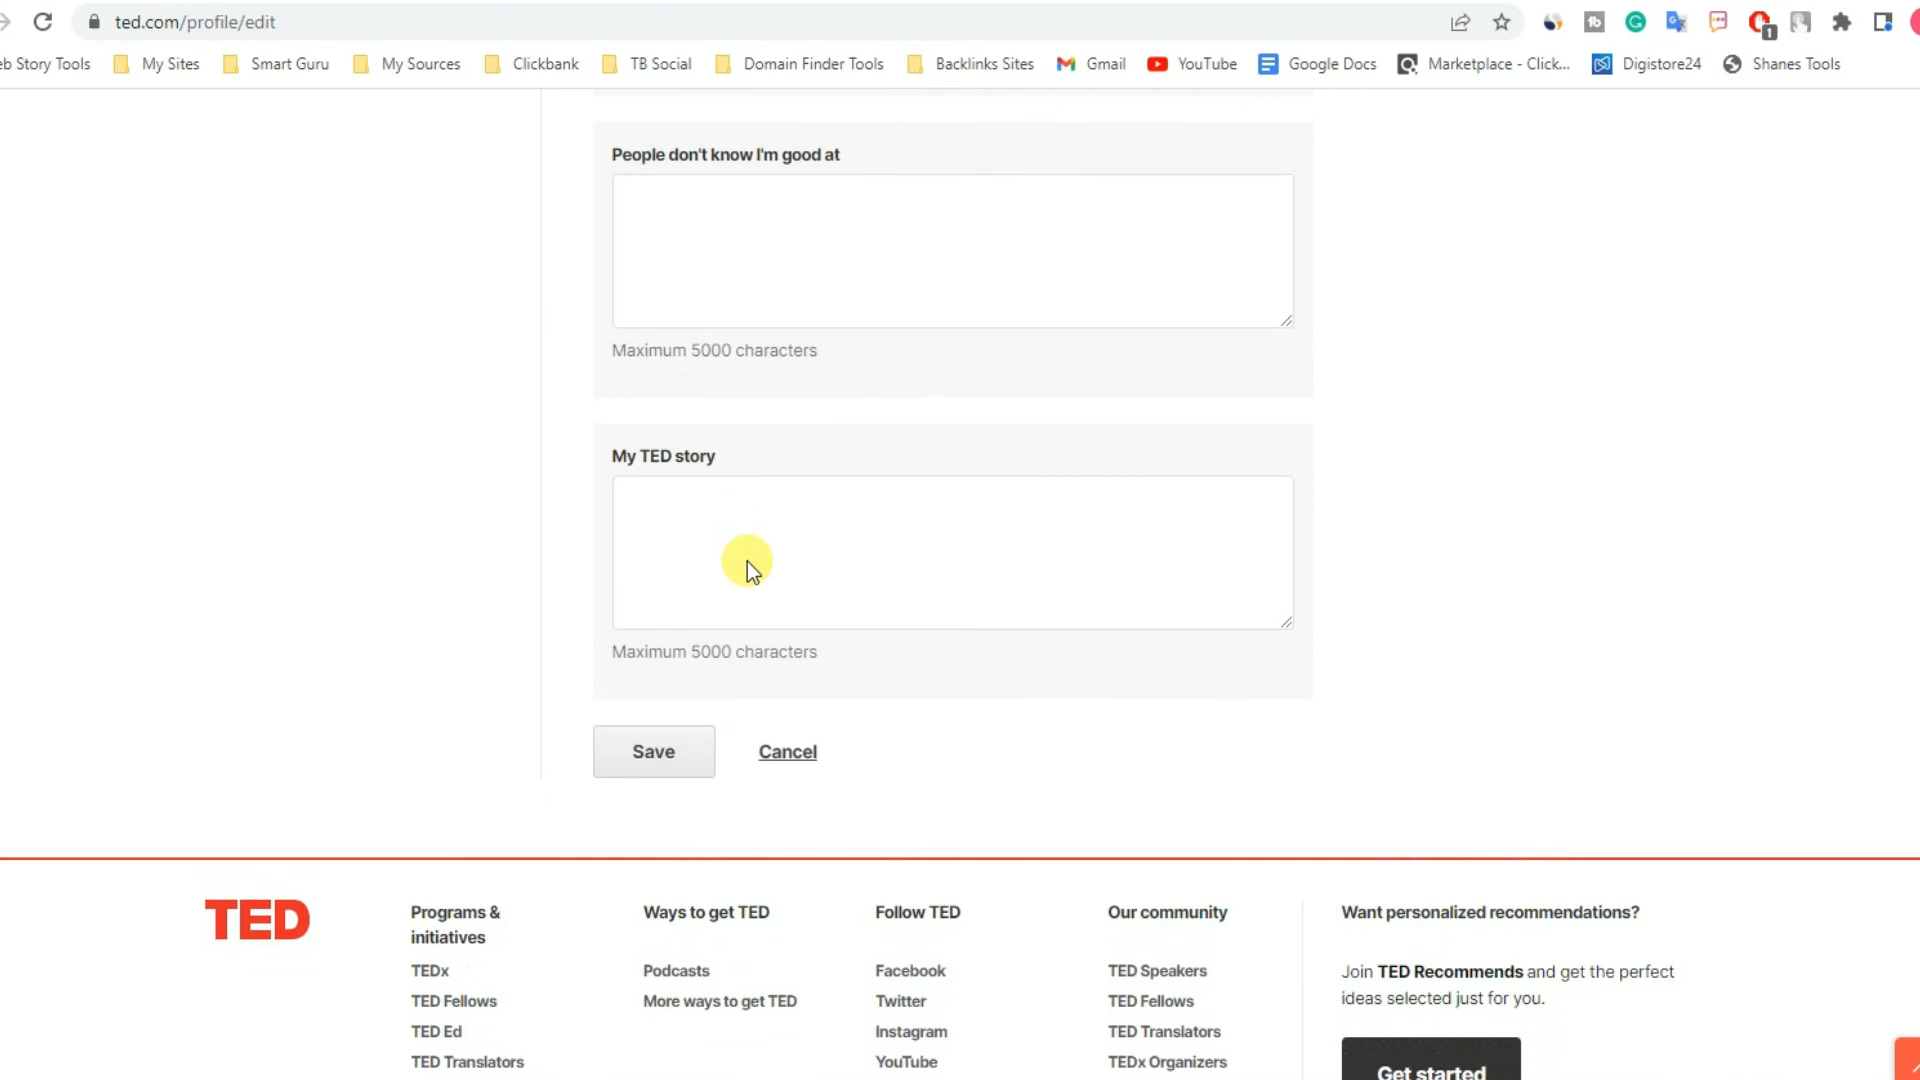 ted.com/profile/edit
1
eb Story Tools My Sites Smart Guru My Sources Clickbank TB Social Domain Finder Tools Backlinks Sites Gmail YouTube Google Docs Marketplace - Click... Digistore24 Shanes Tools
People don't know I'm good at
Maximum 5000 characters
My TED story
Maximum 5000 characters
Save Cancel
TED
Programs &
initiatives
TEDx
TED Fellows
TED Ed
TED Translators
Ways to get TED
Podcasts
More ways to get TED
Follow TED
Facebook
Twitter
Instagram
YouTube
Our community
TED Speakers
TED Fellows
TED Translators
TEDx Organizers
Want personalized recommendations?
Join TED Recommends and get the perfect
ideas selected just for you.
Get started